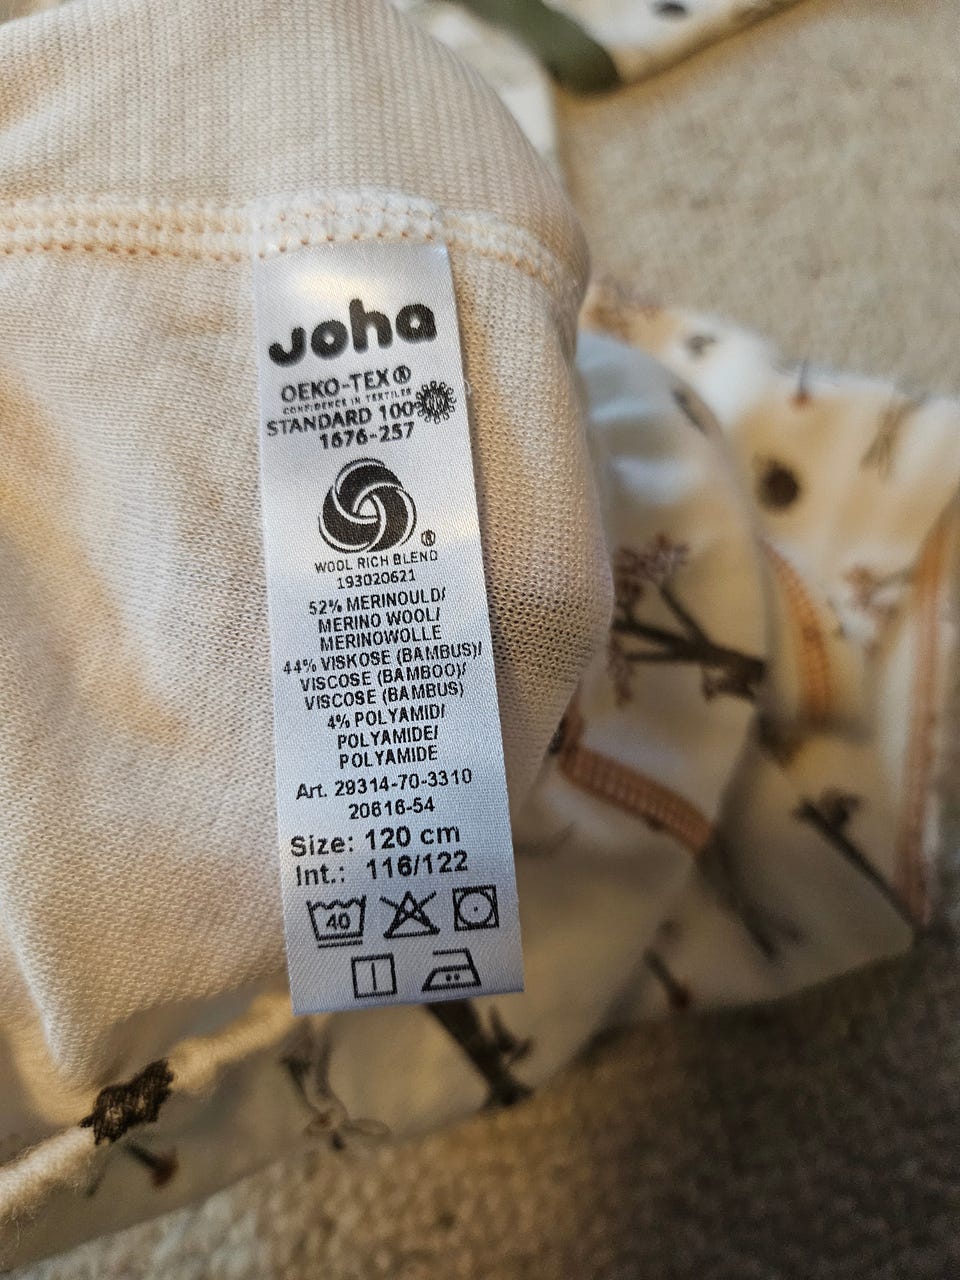 Joha
OEKO-TEX®
CONFIDENCE IN TEXTILES
STANDARD 100
1676-257
®
WOOL RICH BLEND
193020621
52% MERINOULD/
MERINO WOOL/
MERINOWOLLE
44% VISKOSE (BAMBUS)/
VISCOSE (BAMBOO)/
VISCOSE (BAMBUS)
4% POLYAMID/
POLYAMIDE/
POLYAMIDE
Art. 29314-70-3310
20616-54
Size: 120 cm
Int.: 116/122
40